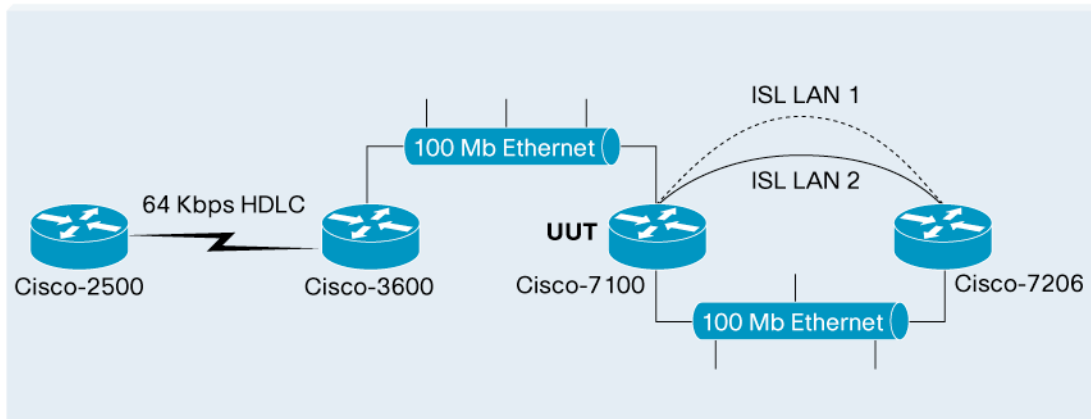 ISL LAN 1
100 Mb Ethernet
ISL LAN 2
64 Kbps HDLC
UUT
Cisco-2500
Cisco-3600
Cisco-7100
Cisco-7206
100 Mb Ethernet